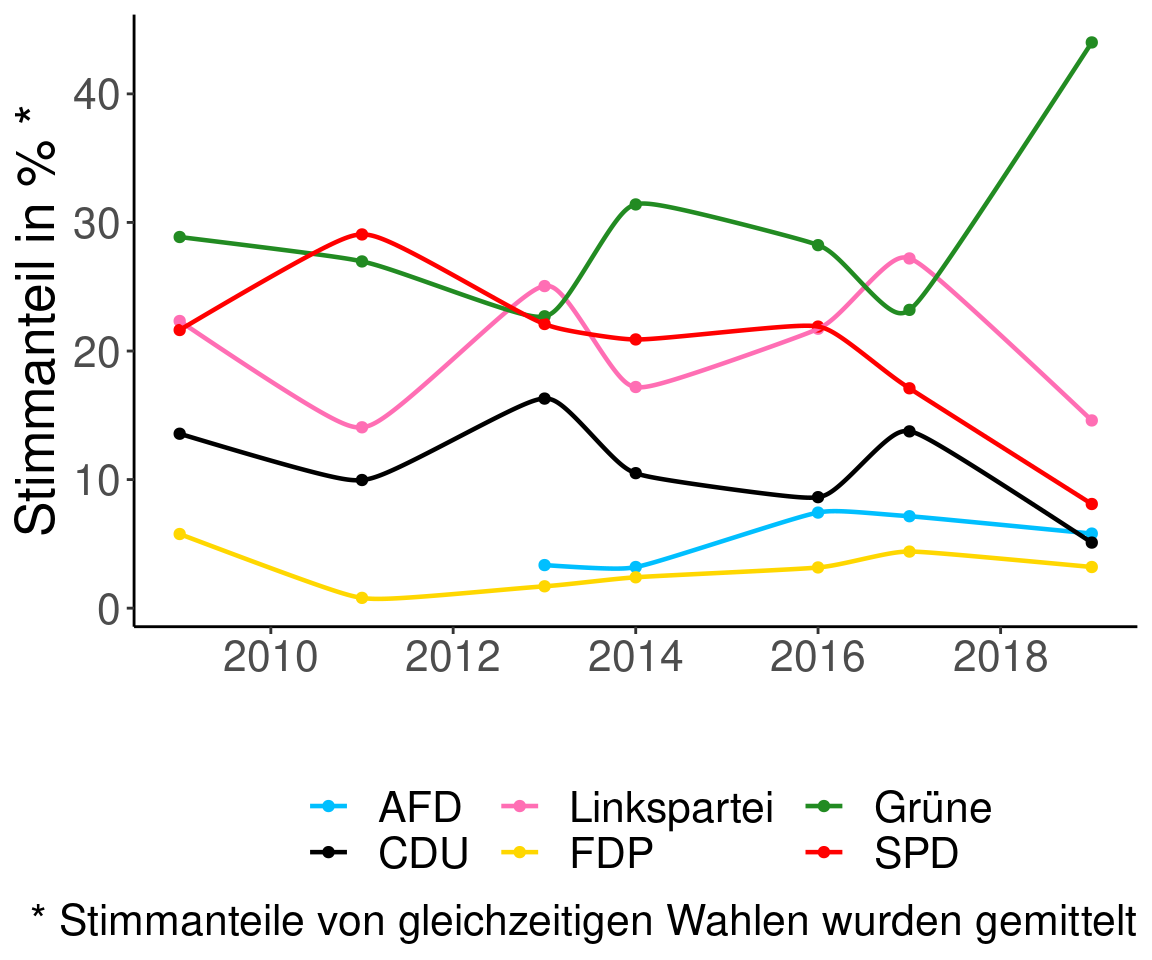 Stimmanteil in % *
40
30
20
10
0
2010 2012 2014 2016 2018
AFD Linkspartei Grüne
CDU FDP SPD
* Stimmanteile von gleichzeitigen Wahlen wurden gemittelt